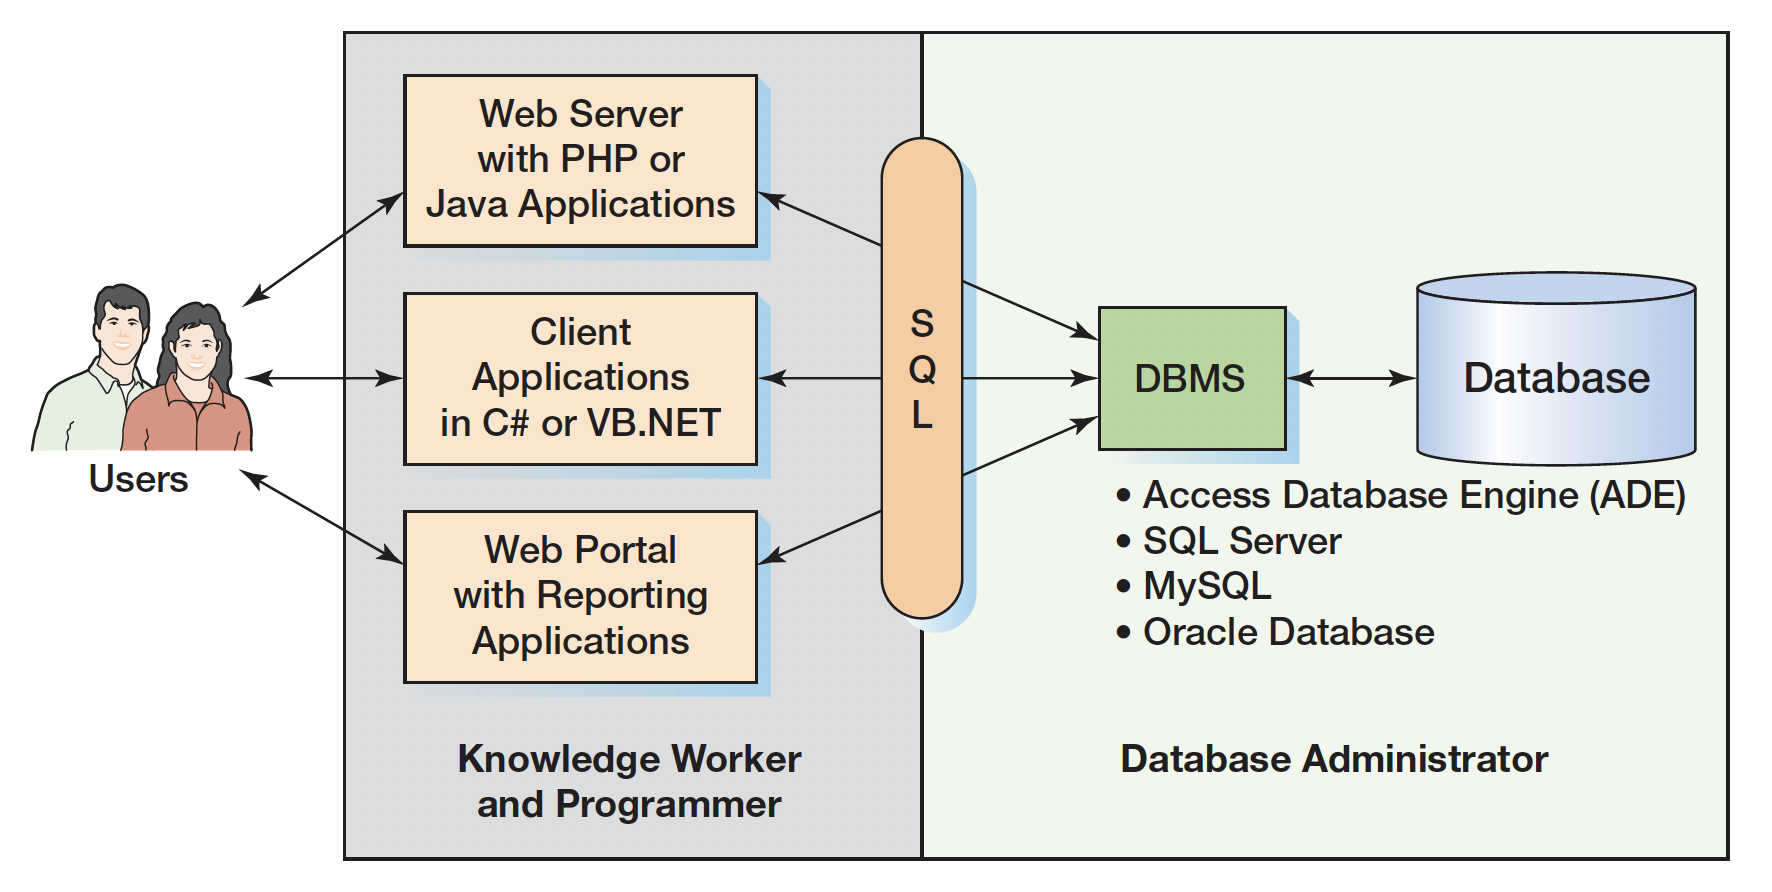 Web Server
with PHP or
Java Applications
Client
Applications
in C# or VB.NET
Web Portal
with Reporting
Applications
Users
S
Q
L
DBMS
Database
• Access Database Engine (ADE)
• SQL Server
• MySQL
• Oracle Database
Knowledge Worker
and Programmer
Database Administrator